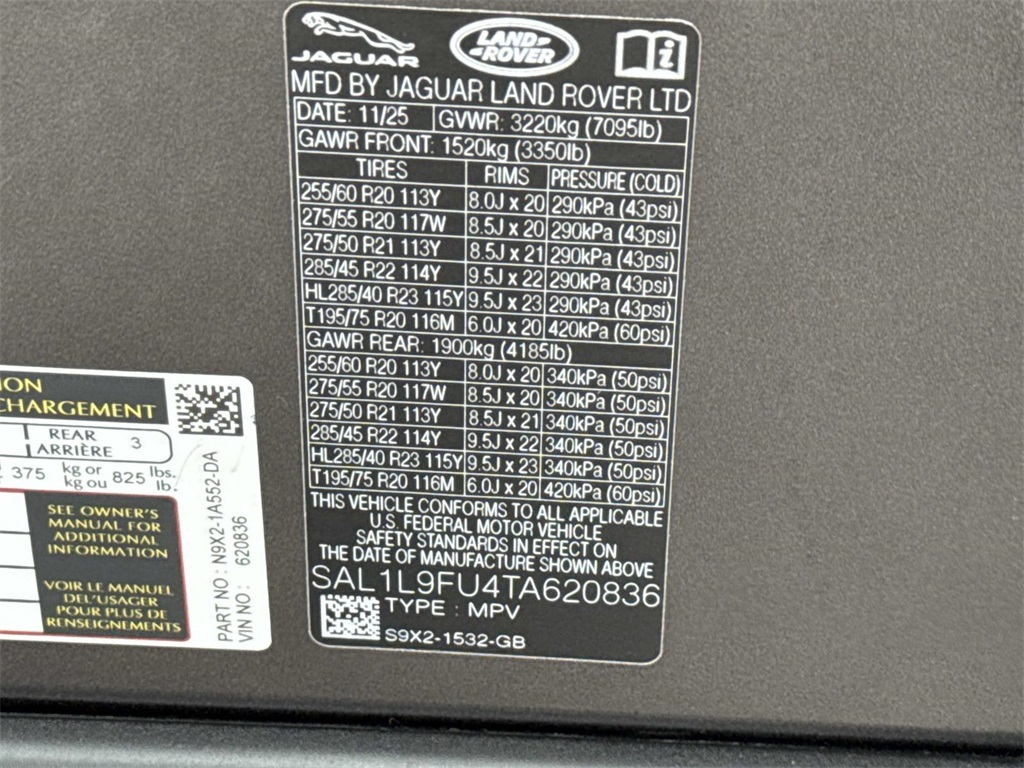 JAGUAR
LAND ROVER
MFD BY JAGUAR LAND ROVER LTD
DATE: 11/25 GVWR: 3220kg (7095lb)
GAWR FRONT: 1520kg (3350lb)
TIRES RIMS PRESSURE (COLD)
255/60 R20 113Y 8.0J x 20 290kPa (43psi)
275/55 R20 117W 8.5J x 20 290kPa (43psi)
275/50 R21 113Y 8.5J x 21 290kPa (43psi)
285/45 R22 114Y 9.5J x 22 290kPa (43psi)
HL285/40 R23 115Y 9.5J x 23 290kPa (43psi)
T195/75 R20 116M 6.0J x 20 420kPa (60psi)
GAWR REAR: 1900kg (4185lb)
255/60 R20 113Y 8.0J x 20 340kPa (50psi)
275/55 R20 117W 8.5J x 20 340kPa (50psi)
275/50 R21 113Y 8.5J x 21 340kPa (50psi)
285/45 R22 114Y 9.5J x 22 340kPa (50psi)
HL285/40 R23 115Y 9.5J x 23 340kPa (50psi)
T195/75 R20 116M 6.0J x 20 420kPa (60psi)
THIS VEHICLE CONFORMS TO ALL APPLICABLE
U.S. FEDERAL MOTOR VEHICLE
SAFETY STANDARDS IN EFFECT ON
THE DATE OF MANUFACTURE SHOWN ABOVE
SAL1L9FU4TA620836
TYPE : MPV
S9X2-1532-GB
ION
CHARGEMENT
REAR
ARRIÈRE 3
375 kg or 825 lbs.
kg ou lb.
SEE OWNER'S
MANUAL FOR
ADDITIONAL
INFORMATION
VOIR LE MANUEL
DEL'USAGER
POUR PLUS DE
RENSEIGNEMENTS
PART NO : N9X2-1A552-DA
VIN NO : 620836